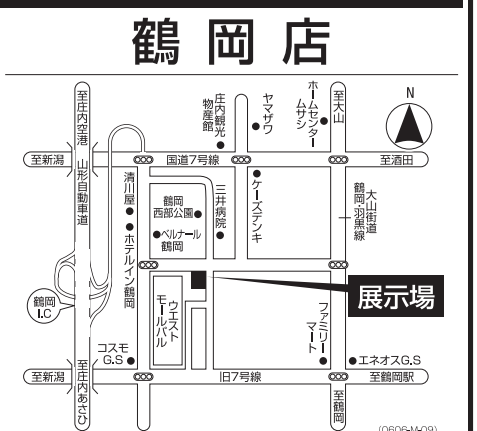 鶴岡店
至庄内空港
山形自動車道
庄内観光
物産館
ヤマザワ
ホームセンター
ムサシ
至大山
N
至新潟
国道7号線
至酒田
清川屋
ホテルイン鶴岡
鶴岡
西部公園
ベルナール
鶴岡
三井病院
ケーズデンキ
大山街道
鶴岡・羽黒線
鶴岡
I.C
ウエスト
モールパル
展示場
ファミリー
マート
コスモ
G.S
エネオスG.S
至新潟
旧7号線
至鶴岡駅
至庄内あさひ
至鶴岡
(0606-M-09)